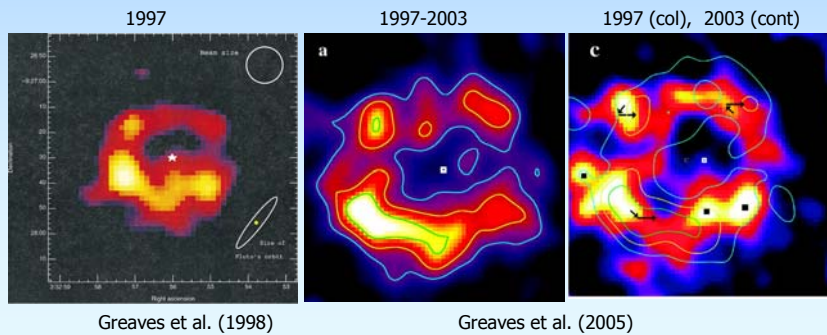 1997
1997-2003
1997 (col), 2003 (cont)
Beam size
a
c
Size of
Pluto's orbit
Declination
Right ascension
Greaves et al. (1998)
Greaves et al. (2005)